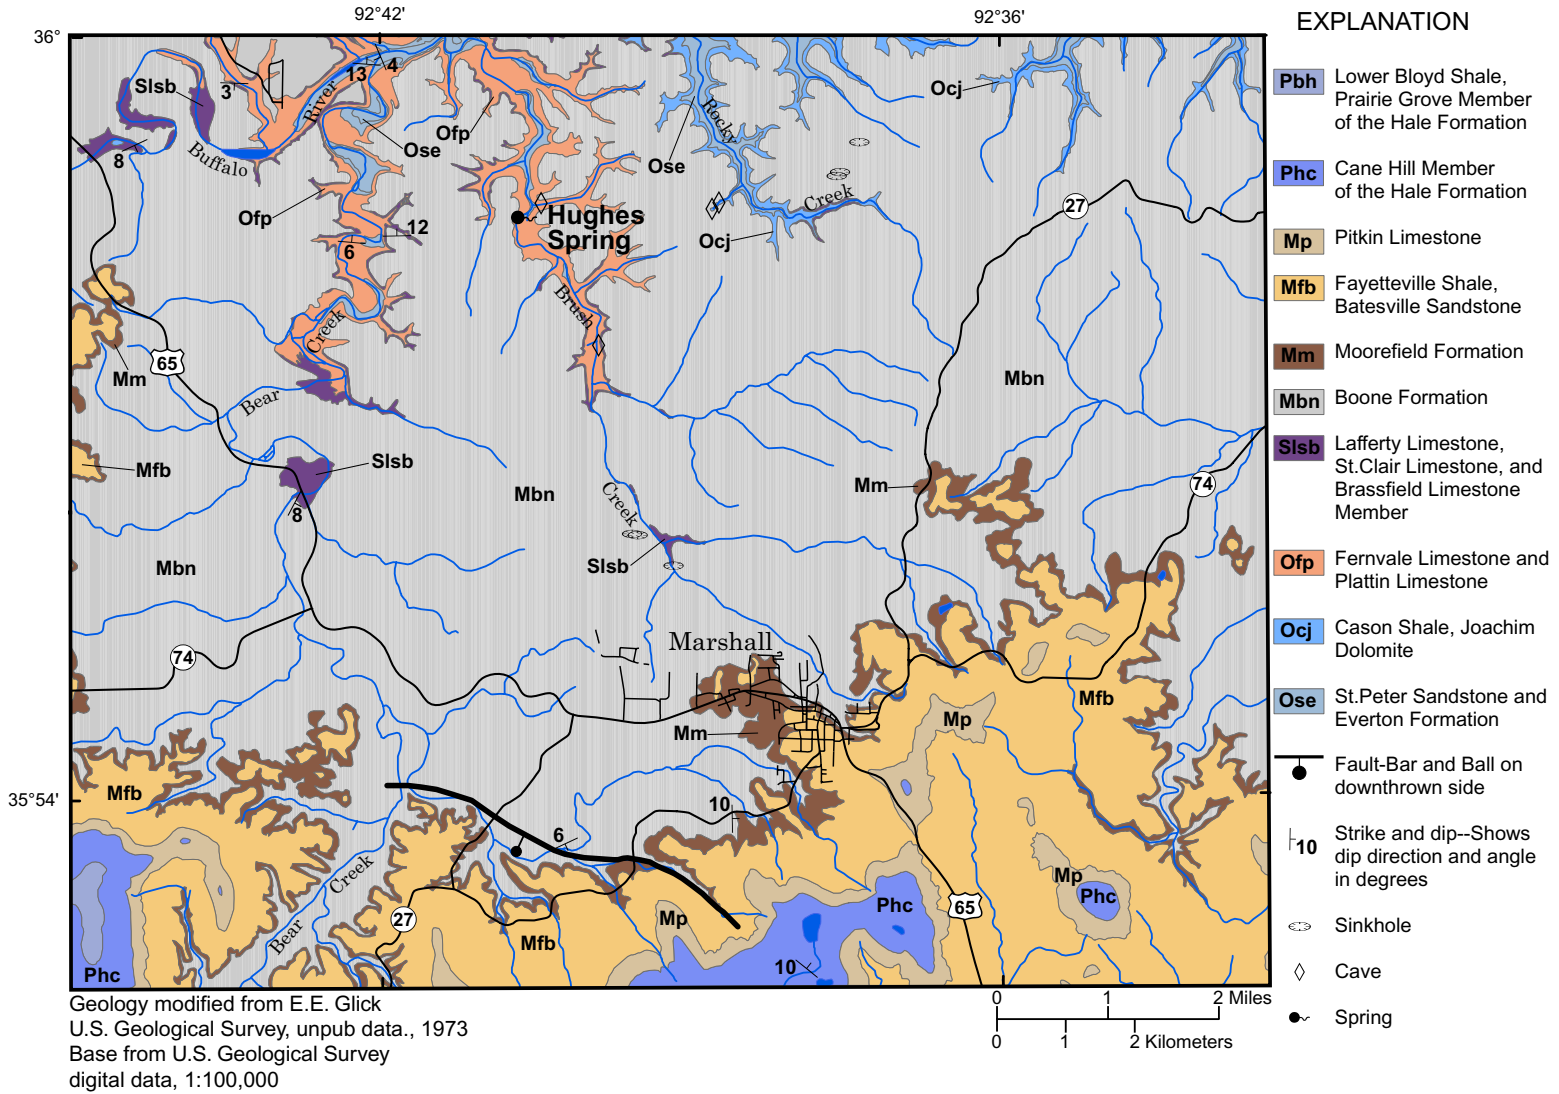 92°42'
92°36'
36°
35°54'
Slsb
3
13
4
River
8
Buffalo
Ofp
Ose
Ofp
12
6
Hughes
Spring
Brush
Creek
Rocky
Creek
Ose
Ocj
Ocj
27
65
Mm
Bear
Creek
Mfb
Slsb
8
Mbn
Mbn
Mbn
Slsb
Mm
74
74
Marshall
Mm
Mfb
Mp
Mfb
10
6
Creek
Bear
27
Phc
Mfb
Mp
Phc
65
Mp
Phc
10
EXPLANATION
Pbh Lower Bloyd Shale,
Prairie Grove Member
of the Hale Formation
Phc Cane Hill Member
of the Hale Formation
Mp Pitkin Limestone
Mfb Fayetteville Shale,
Batesville Sandstone
Mm Moorefield Formation
Mbn Boone Formation
Slsb Lafferty Limestone,
St.Clair Limestone, and
Brassfield Limestone
Member
Ofp Fernvale Limestone and
Plattin Limestone
Ocj Cason Shale, Joachim
Dolomite
Ose St.Peter Sandstone and
Everton Formation
Fault-Bar and Ball on
downthrown side
10 Strike and dip--Shows
dip direction and angle
in degrees
Sinkhole
Cave
Spring
0 1 2 Miles
0 1 2 Kilometers
Geology modified from E.E. Glick
U.S. Geological Survey, unpub data., 1973
Base from U.S. Geological Survey
digital data, 1:100,000